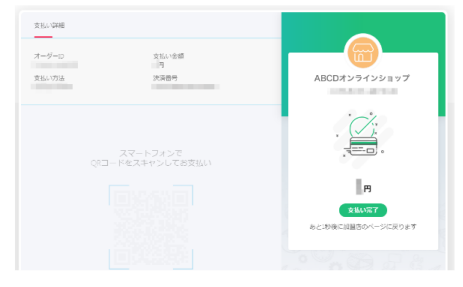 支払い詳細
オーダーID
支払い金額
円
支払い方法
決済番号
スマートフォンで
QRコードをスキャンしてお支払い
ABCDオンラインショップ
円
支払い完了
あと2秒後に加盟店のページに戻ります